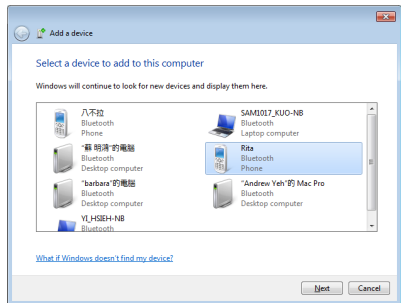 Add a device
Select a device to add to this computer
Windows will continue to look for new devices and display them here.
八不拉
Bluetooth
Phone
SAM1017_KUO-NB
Bluetooth
Laptop computer
"蘇 明清"的電腦
Bluetooth
Desktop computer
Rita
Bluetooth
Phone
"barbara"的電腦
Bluetooth
Desktop computer
"Andrew Yeh"的 Mac Pro
Bluetooth
Desktop computer
YI_HSIEH-NB
Bluetooth
What if Windows doesn't find my device?
Next
Cancel